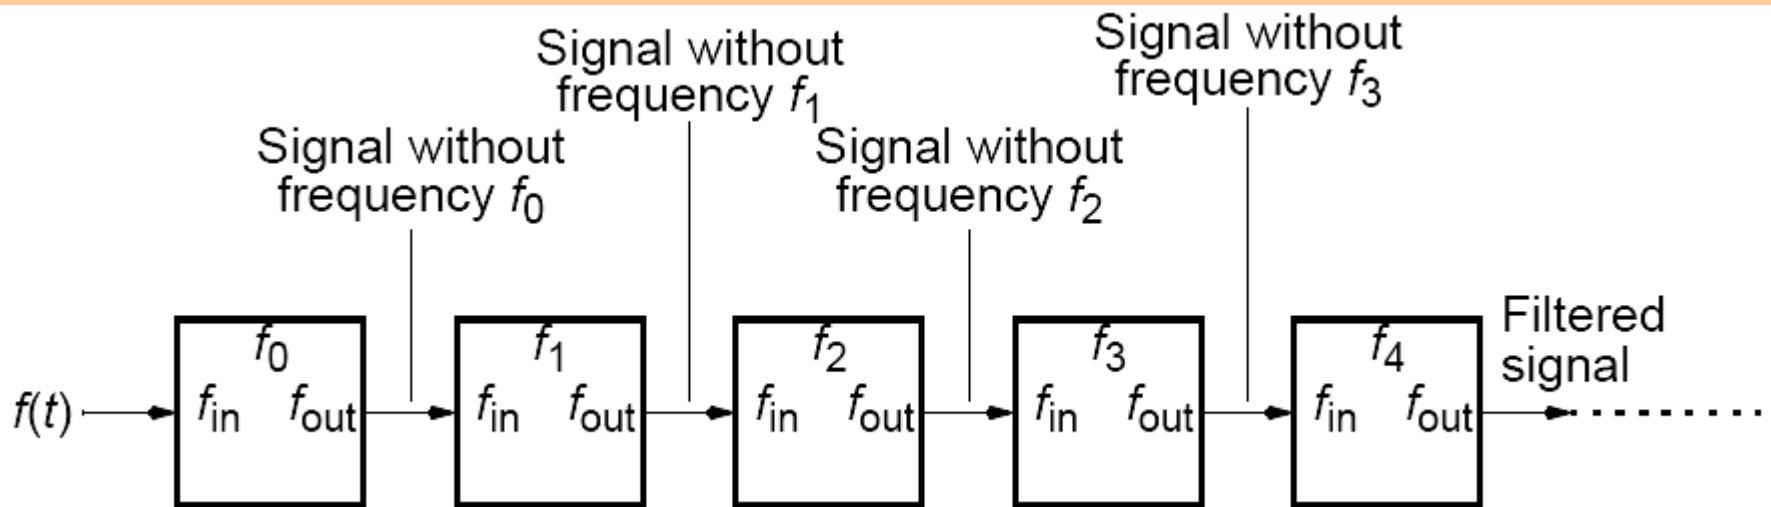 Signal without
frequency f0
Signal without
frequency f1
Signal without
frequency f2
Signal without
frequency f3
f(t)
f0
fin fout
f1
fin fout
f2
fin fout
f3
fin fout
f4
fin fout
Filtered
signal